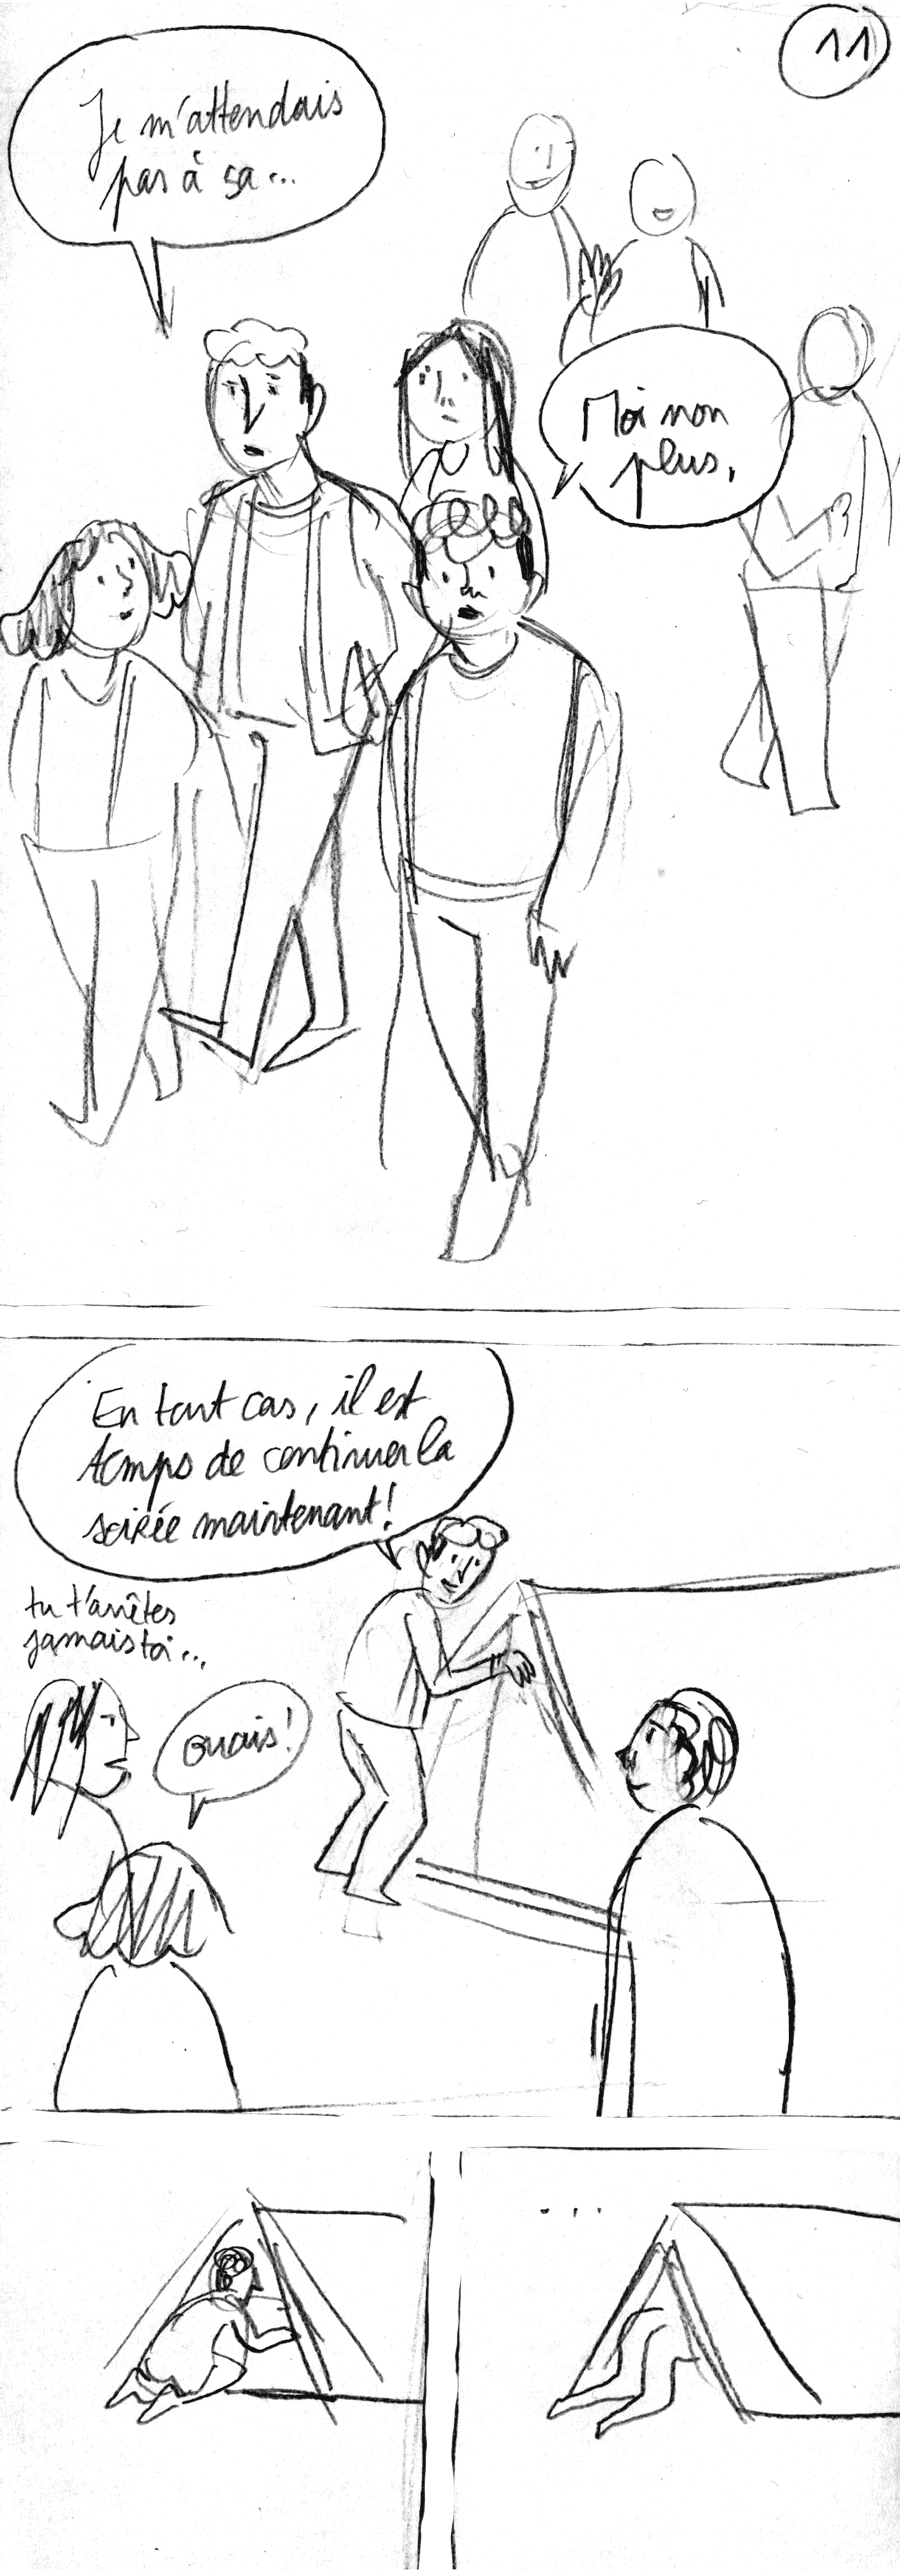 11
Je m'attendais
pas à sa...
Moi non
plus.
En tout cas, il est
temps de continuer la
soirée maintenant!
tu t'arrêtes
jamais toi...
ouais!
....